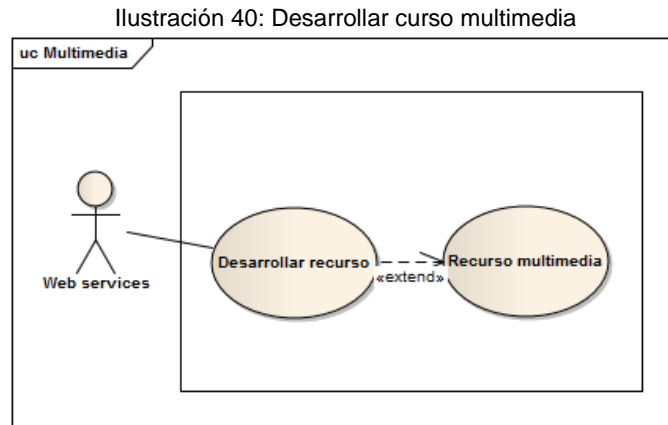 Ilustración 40: Desarrollar curso multimedia
uc Multimedia
Web services
Desarrollar recurso
«extend»
Recurso multimedia